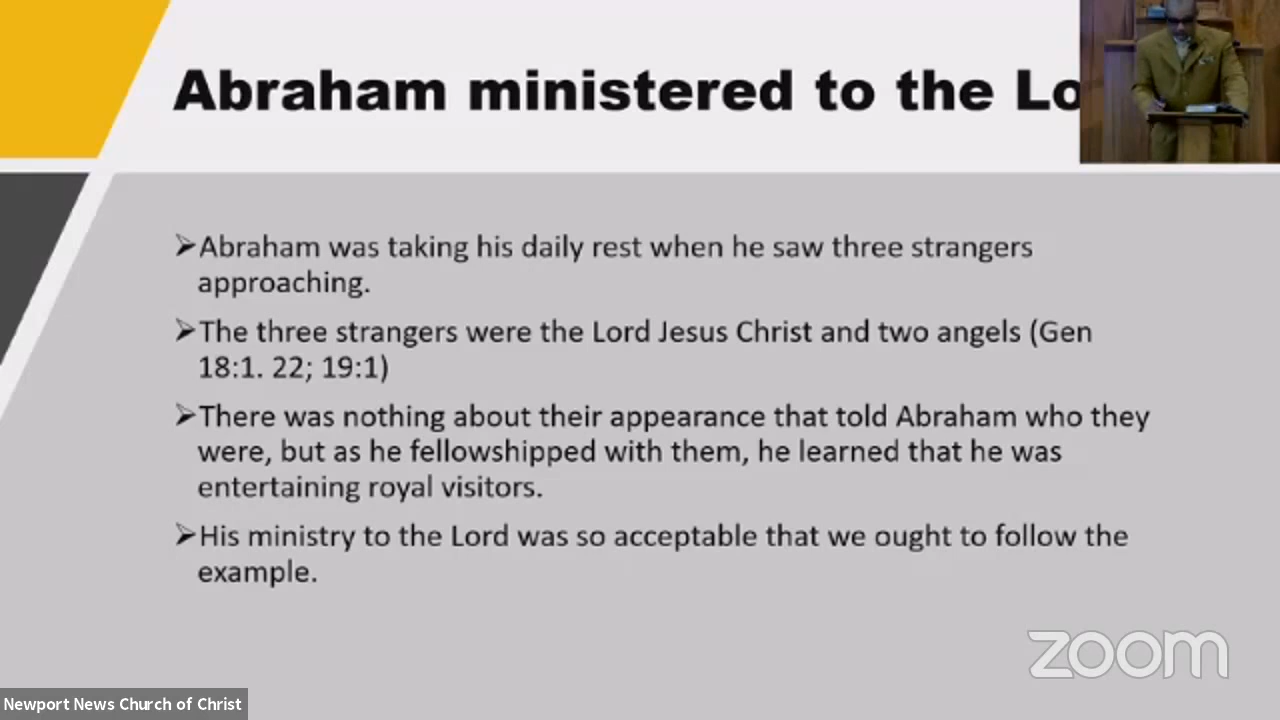 Abraham ministered to the Lo
➢Abraham was taking his daily rest when he saw three strangers
approaching.
➢The three strangers were the Lord Jesus Christ and two angels (Gen
18:1. 22; 19:1)
➢There was nothing about their appearance that told Abraham who they
were, but as he fellowshipped with them, he learned that he was
entertaining royal visitors.
➢His ministry to the Lord was so acceptable that we ought to follow the
example.
zoom
Newport News Church of Christ